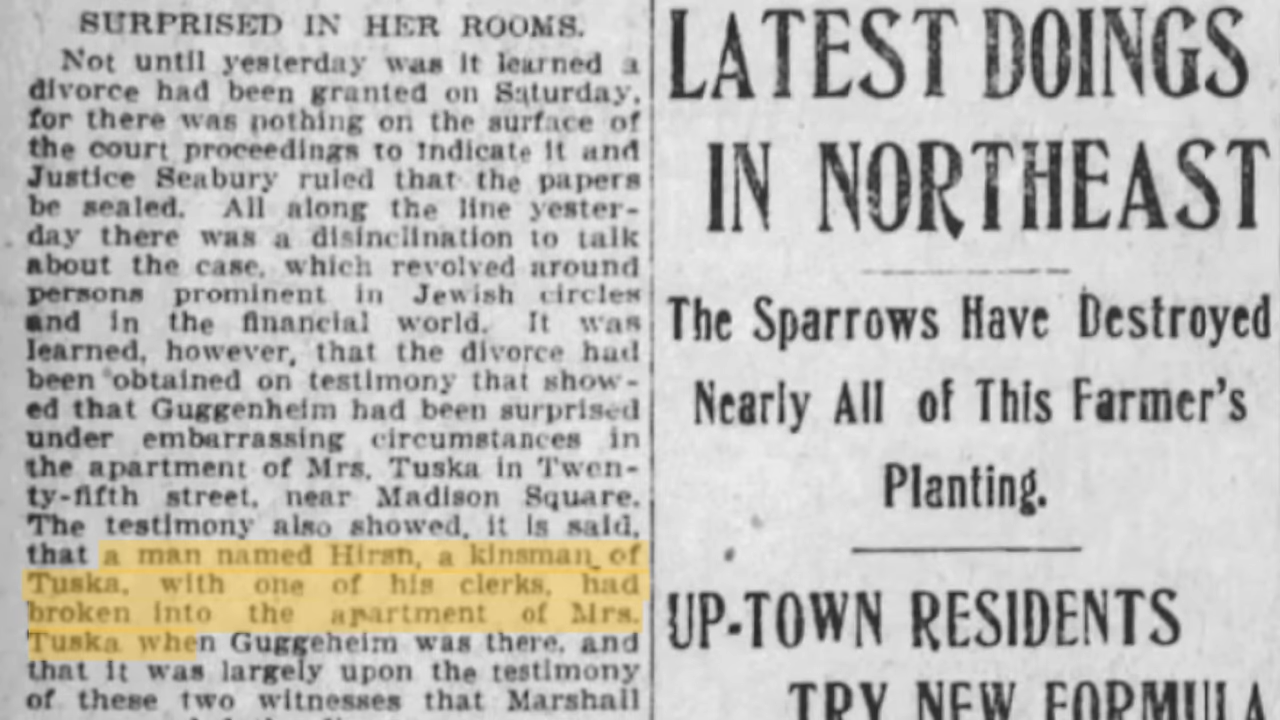 SURPRISED IN HER ROOMS.
Not until yesterday was it learned a
divorce had been granted on Saturday,
for there was nothing on the surface of
the court proceedings to indicate it and
Justice Seabury ruled that the papers
be sealed. All along the line yester-
day there was a disinclination to talk
about the case, which revolved around
persons prominent in Jewish circles
and in the financial world. It was
learned, however, that the divorce had
been obtained on testimony that show-
ed that Guggenheim had been surprised
under embarrassing circumstances in
the apartment of Mrs. Tuska in Twen-
ty-fifth street, near Madison Square.
The testimony also showed, it is said,
that a man named Hirsh, a kinsman of
Tuska, with one of his clerks, had
broken into the apartment of Mrs.
Tuska when Guggeheim was there, and
that it was largely upon the testimony
of these two witnesses that Marshall
LATEST DOINGS
IN NORTHEAST
The Sparrows Have Destroyed
Nearly All of This Farmer's
Planting.
UP-TOWN RESIDENTS
TRY NEW FORMULA